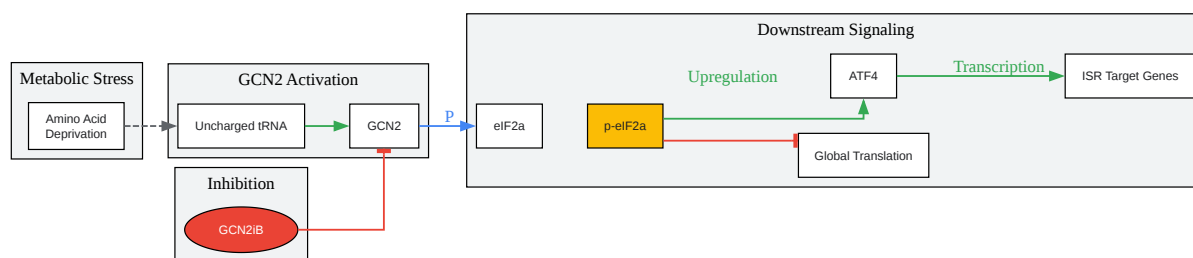 Downstream Signaling
Metabolic Stress
Amino Acid
Deprivation
GCN2 Activation
Uncharged tRNA
GCN2
P
eIF2a
p-eIF2a
Upregulation
ATF4
Transcription
ISR Target Genes
Global Translation
Inhibition
GCN2iB